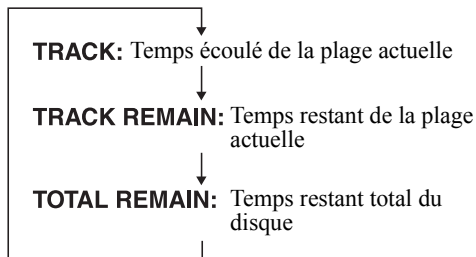 TRACK: Temps écoulé de la plage actuelle
TRACK REMAIN: Temps restant de la plage
actuelle
TOTAL REMAIN: Temps restant total du
disque